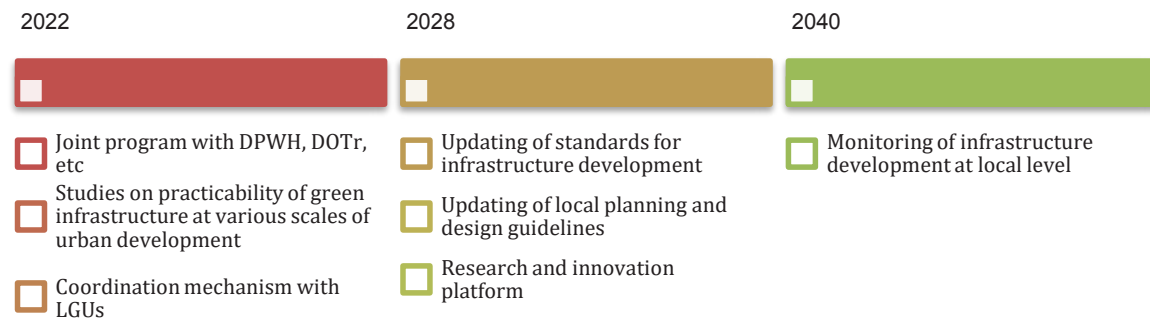 2022
Joint program with DPWH, DOTr,
etc
Studies on practicability of green
infrastructure at various scales of
urban development
Coordination mechanism with
LGUs
2028
Updating of standards for
infrastructure development
Updating of local planning and
design guidelines
Research and innovation
platform
2040
Monitoring of infrastructure
development at local level